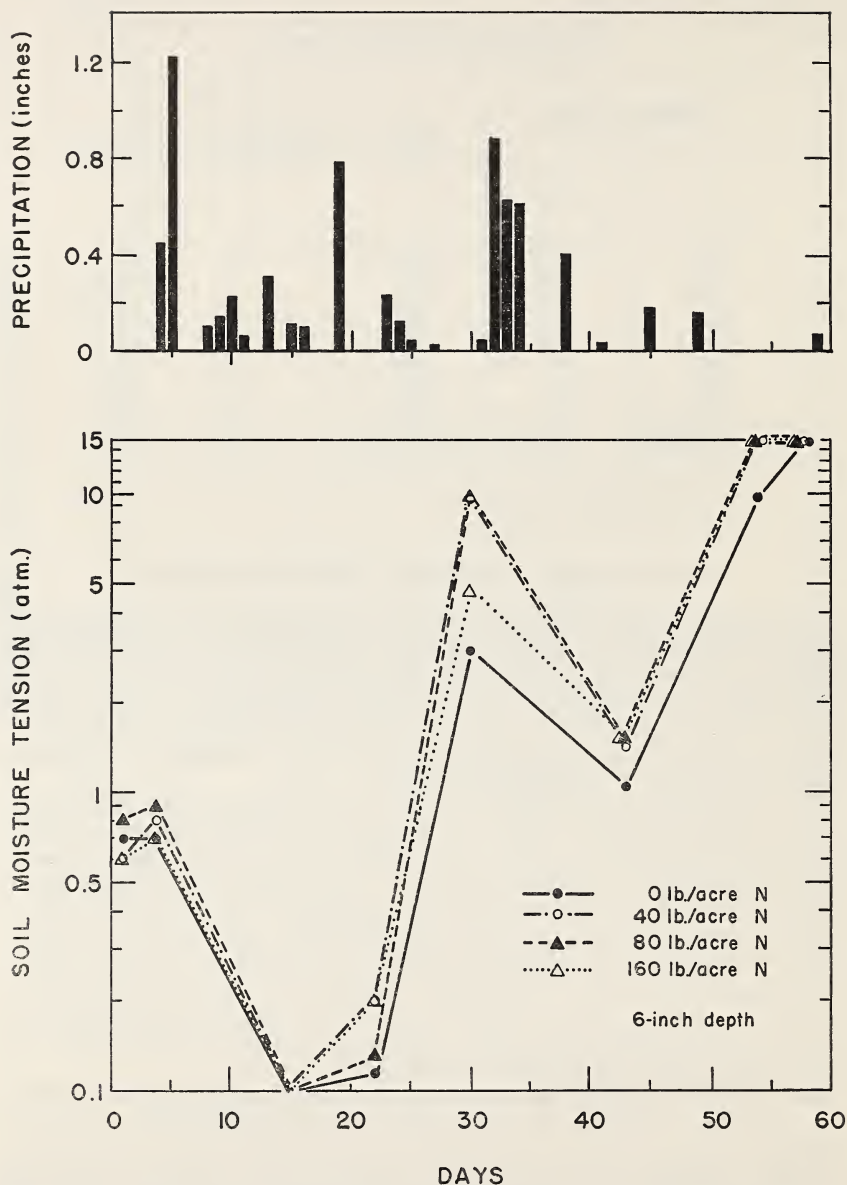 PRECIPITATION (inches)
1.2
0.8
0.4
0
SOIL MOISTURE TENSION (atm.)
15
10
5
1
0.5
0.1
0 lb./acre N
40 lb./acre N
80 lb./acre N
160 lb./acre N
6-inch depth
0 10 20 30 40 50 60
DAYS